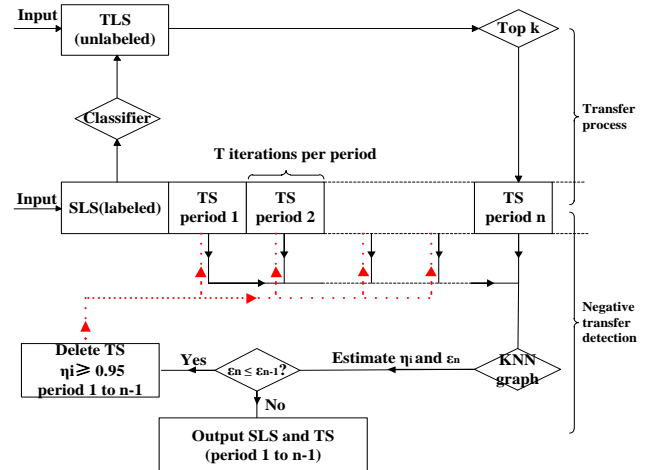 Input
TLS
(unlabeled)
Top k
Classifier
Transfer
process
T iterations per period
Input
SLS(labeled)
TS
period 1
TS
period 2
TS
period n
Negative
transfer
detection
Delete TS
ηi≥ 0.95
period 1 to n-1
Yes
εn ≤ εn-1?
Estimate ηi and εn
KNN
graph
No
Output SLS and TS
(period 1 to n-1)